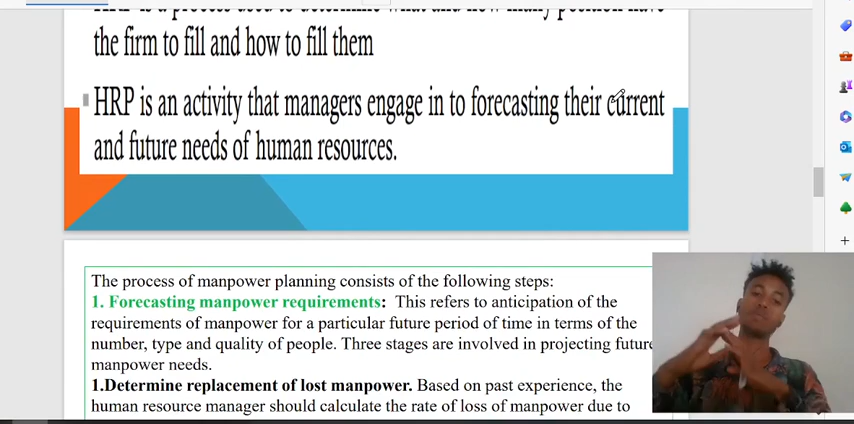 the firm to fill and how to fill them
HRP is an activity that managers engage in to forecasting their current
and future needs of human resources.
The process of manpower planning consists of the following steps:
1. Forecasting manpower requirements: This refers to anticipation of the
requirements of manpower for a particular future period of time in terms of the
number, type and quality of people. Three stages are involved in projecting future
manpower needs.
1.Determine replacement of lost manpower. Based on past experience, the
human resource manager should calculate the rate of loss of manpower due to